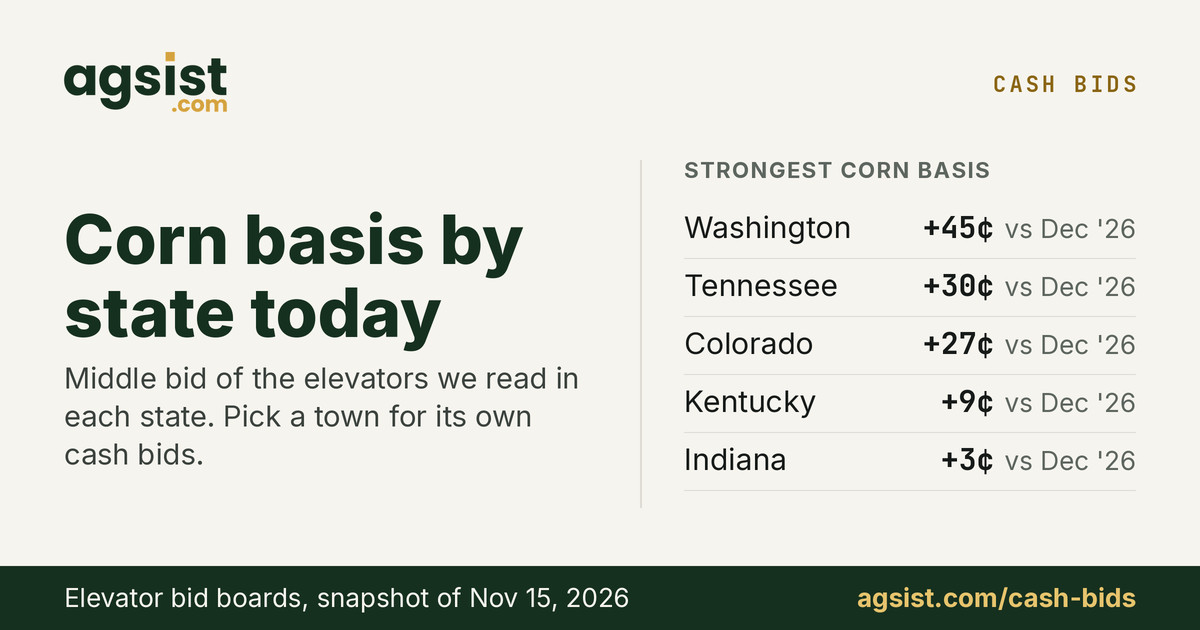 agsist
.com
CASH BIDS
Corn basis by
state today
Middle bid of the elevators we read in
each state. Pick a town for its own
cash bids.
STRONGEST CORN BASIS
Washington +45¢ vs Dec '26
Tennessee +30¢ vs Dec '26
Colorado +27¢ vs Dec '26
Kentucky +9¢ vs Dec '26
Indiana +3¢ vs Dec '26
Elevator bid boards, snapshot of Nov 15, 2026
agsist.com/cash-bids